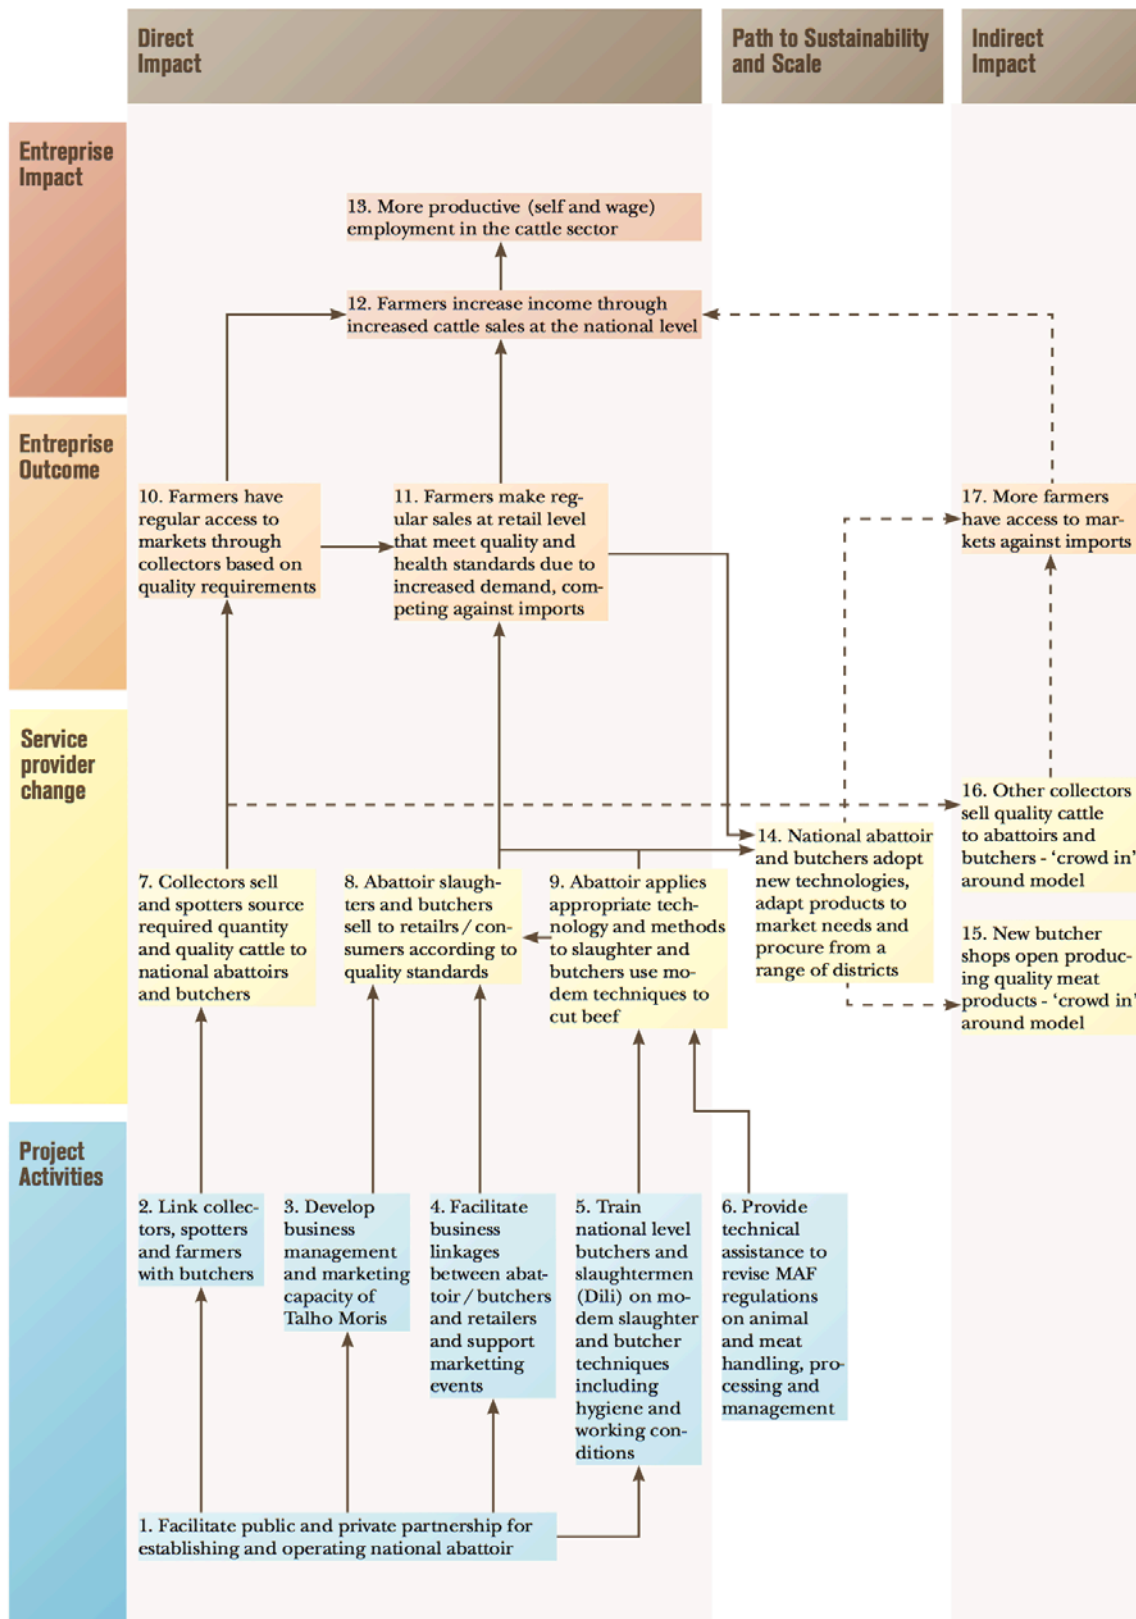 Direct
Impact
Path to Sustainability
and Scale
Indirect
Impact
Entreprise
Impact
13. More productive (self and wage)
employment in the cattle sector
12. Farmers increase income through
increased cattle sales at the national level
Entreprise
Outcome
10. Farmers have
regular access to
markets through
collectors based on
quality requirements
11. Farmers make reg-
ular sales at retail level
that meet quality and
health standards due to
increased demand, com-
peting against imports
17. More farmers
have access to mar-
kets against imports
Service
provider
change
7. Collectors sell
and spotters source
required quantity
and quality cattle to
national abattoirs
and butchers
8. Abattoir slaugh-
ters and butchers
sell to retailrs / con-
sumers according to
quality standards
9. Abattoir applies
appropriate tech-
nology and methods
to slaughter and
butchers use mo-
dem techniques to
cut beef
14. National abattoir
and butchers adopt
new technologies,
adapt products to
market needs and
procure from a
range of districts
16. Other collectors
sell quality cattle
to abattoirs and
butchers - ‘crowd in’
around model
15. New butcher
shops open produc-
ing quality meat
products - ‘crowd in’
around model
Project
Activities
2. Link collec-
tors, spotters
and farmers
with butchers
3. Develop
business
management
and marketing
capacity of
Talho Moris
4. Facilitate
business
linkages
between abat-
toir / butchers
and retailers
and support
marketting
events
5. Train
national level
butchers and
slaughtermen
(Dili) on mo-
dem slaughter
and butcher
techniques
including
hygiene and
working con-
ditions
6. Provide
technical
assistance to
revise MAF
regulations
on animal
and meat
handling, pro-
cessing and
management
1. Facilitate public and private partnership for
establishing and operating national abattoir